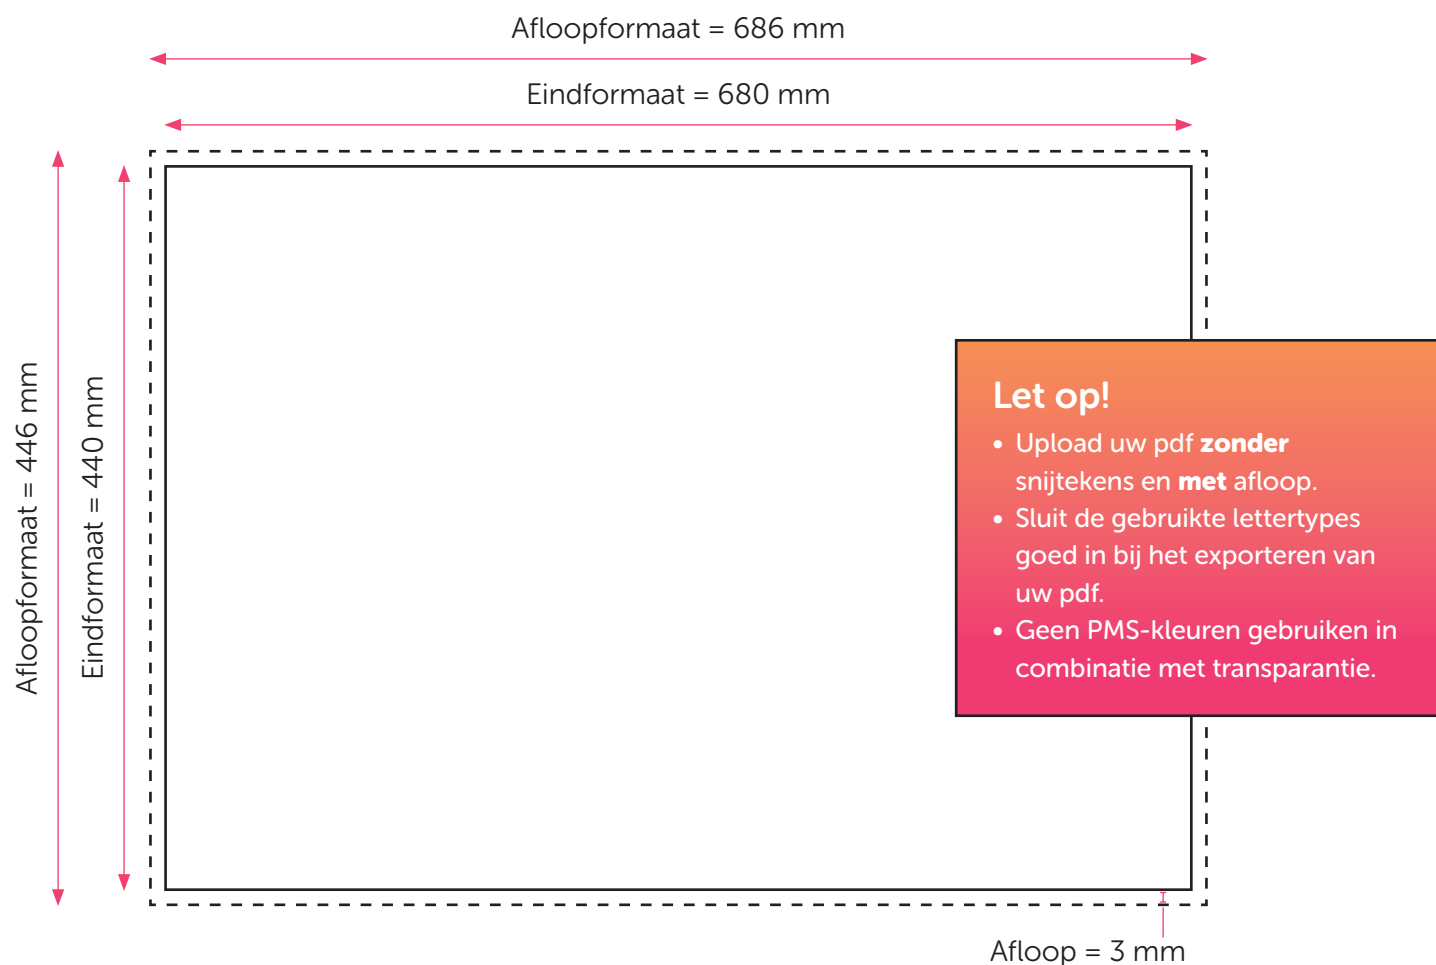 Afloopformaat = 686 mm
Eindformaat = 680 mm
Afloopformaat = 446 mm
Eindformaat = 440 mm
Let op!
• Upload uw pdf zonder
snijtekens en met afloop.
• Sluit de gebruikte lettertypes
goed in bij het exporteren van
uw pdf.
• Geen PMS-kleuren gebruiken in
combinatie met transparantie.
Afloop = 3 mm